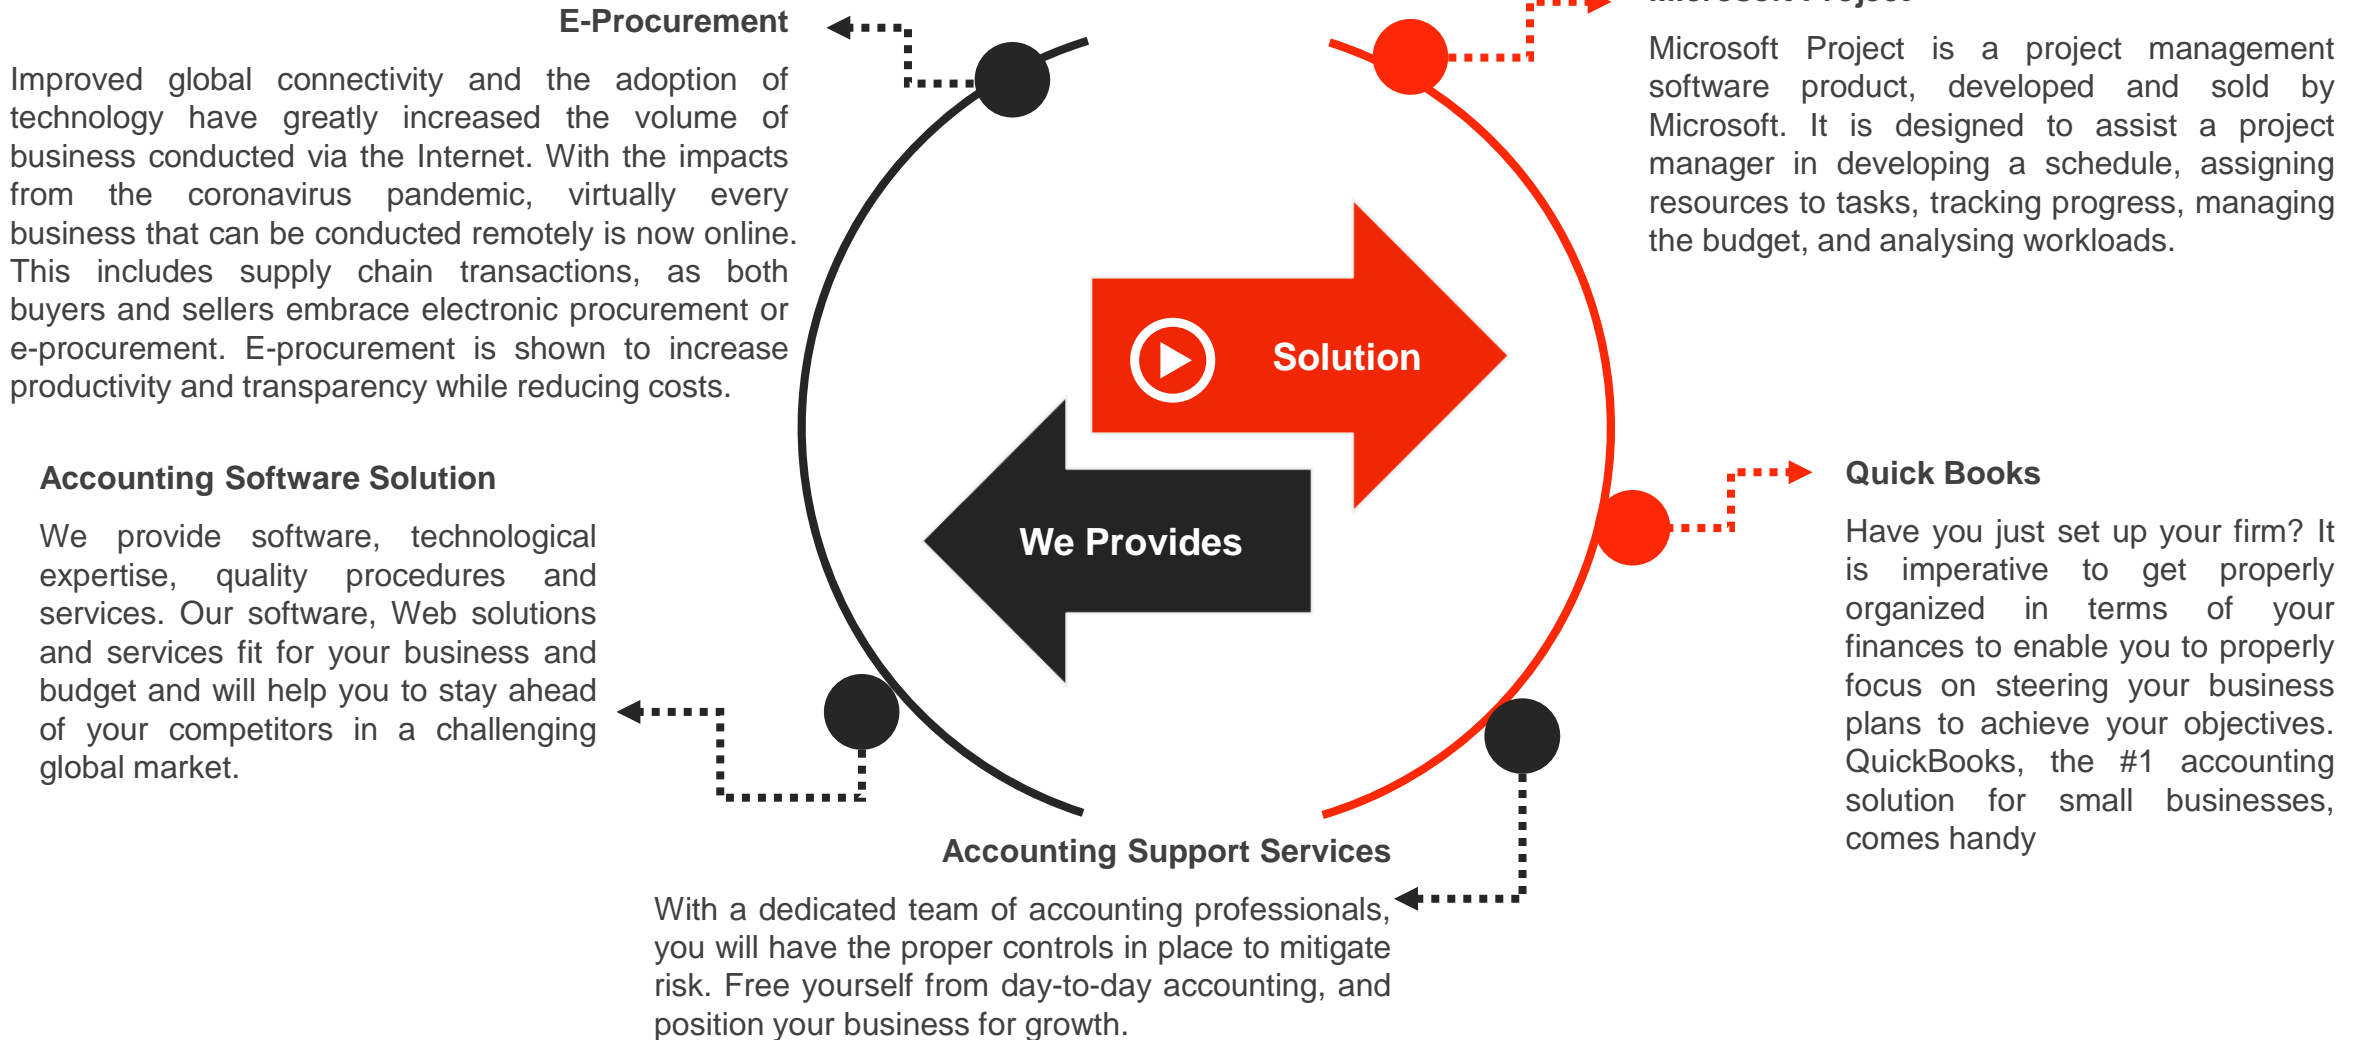 E-Procurement
Improved global connectivity and the adoption of
technology have greatly increased the volume of
business conducted via the Internet. With the impacts
from the coronavirus pandemic, virtually every
business that can be conducted remotely is now online.
This includes supply chain transactions, as both
buyers and sellers embrace electronic procurement or
e-procurement. E-procurement is shown to increase
productivity and transparency while reducing costs.
Microsoft Project
Microsoft Project is a project management
software product, developed and sold by
Microsoft. It is designed to assist a project
manager in developing a schedule, assigning
resources to tasks, tracking progress, managing
the budget, and analysing workloads.
Solution
We Provides
Accounting Software Solution
We provide software, technological
expertise, quality procedures and
services. Our software, Web solutions
and services fit for your business and
budget and will help you to stay ahead
of your competitors in a challenging
global market.
Quick Books
Have you just set up your firm? It
is imperative to get properly
organized in terms of your
finances to enable you to properly
focus on steering your business
plans to achieve your objectives.
QuickBooks, the #1 accounting
solution for small businesses,
comes handy
Accounting Support Services
With a dedicated team of accounting professionals,
you will have the proper controls in place to mitigate
risk. Free yourself from day-to-day accounting, and
position your business for growth.